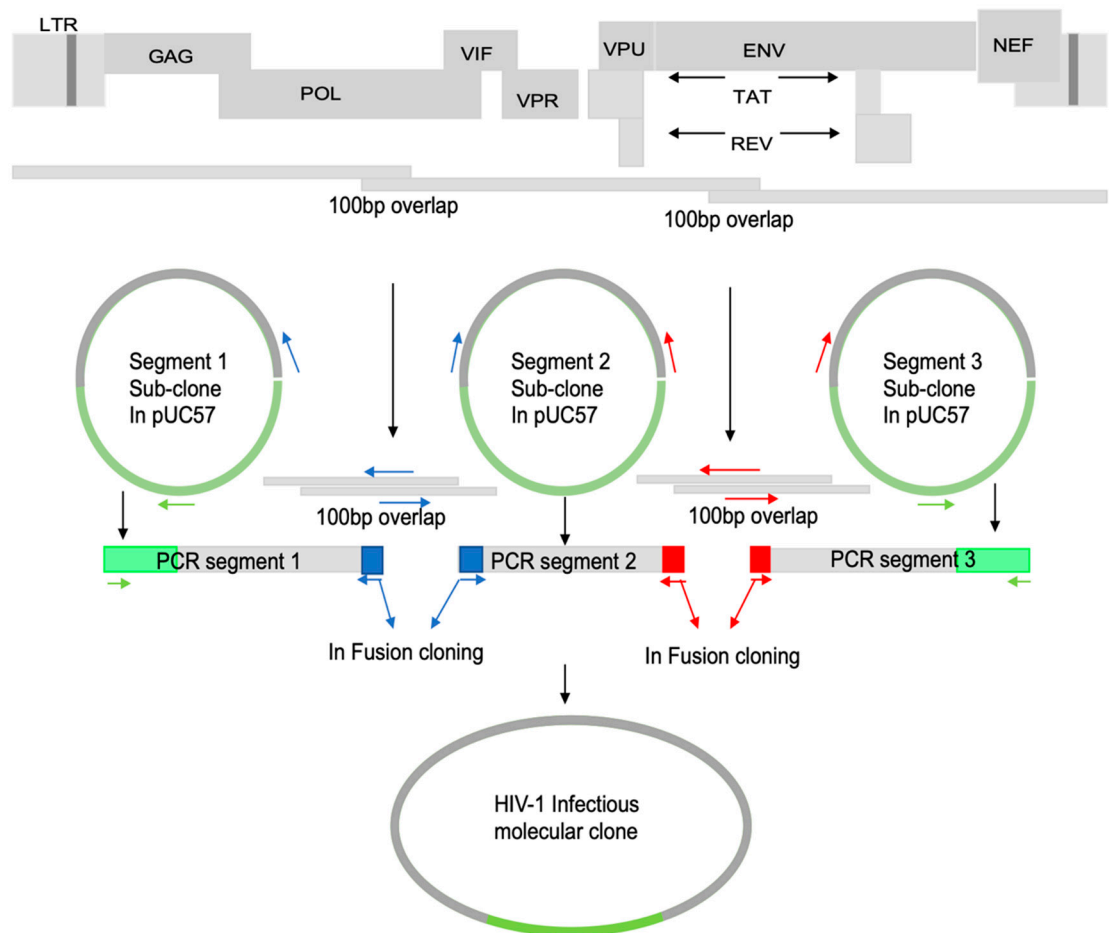 LTR
GAG
POL
VIF
VPR
VPU
ENV
NEF
TAT
REV
100bp overlap
100bp overlap
Segment 1
Sub-clone
In pUC57
Segment 2
Sub-clone
In pUC57
Segment 3
Sub-clone
In pUC57
100bp overlap
100bp overlap
PCR segment 1
PCR segment 2
PCR segment 3
In Fusion cloning
In Fusion cloning
HIV-1 Infectious
molecular clone